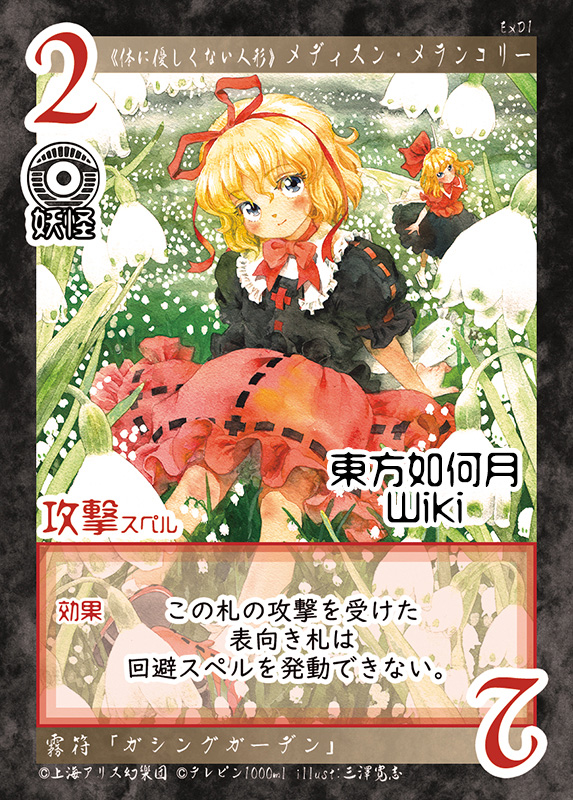 Ex01
2
《体に優しくない人形》 メディスン・メランコリー
妖怪
東方如何月
Wiki
攻撃スペル
効果
この札の攻撃を受けた
表向き札は
回避スペルを発動できない。
2
霧符「ガシングガーデン」
©上海アリス幻樂団 ©テレピン1000ml illust:三澤寛志